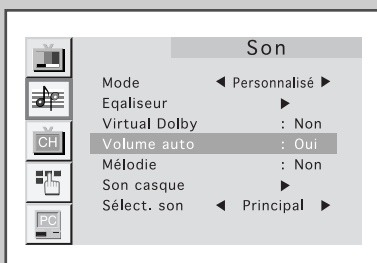 Son
Mode ◀ Personnalisé ▶
Eqaliseur ▶
Virtual Dolby : Non
Volume auto : Oui
Mélodie : Non
Son casque ▶
Sélect. son ◀ Principal ▶
CH
PC